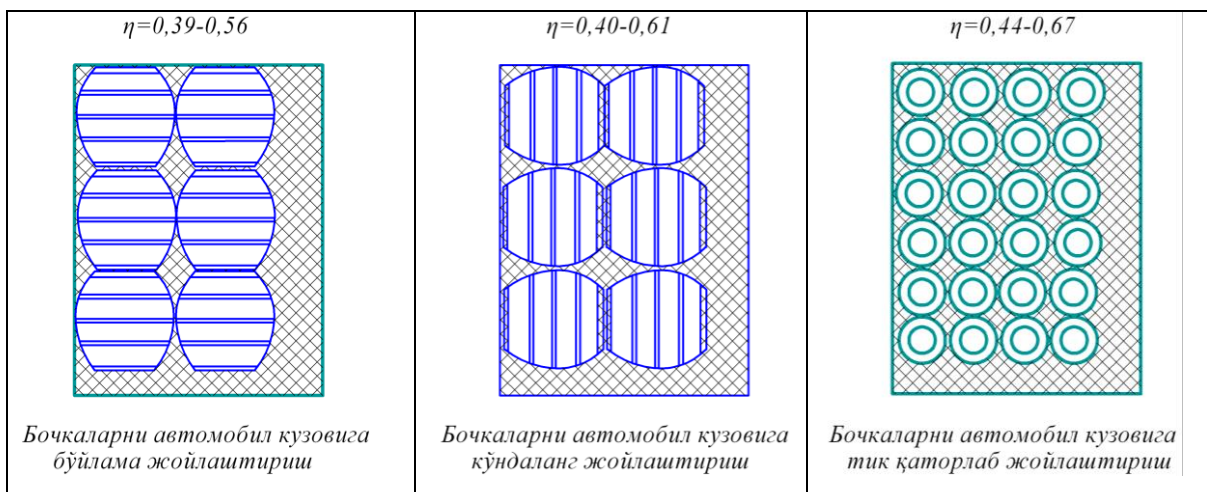 η=0,39-0,56
Бочкаларни автомобил кузовига
бўйлама жойлаштириш
η=0,40-0,61
Бочкаларни автомобил кузовига
кўндаланг жойлаштириш
η=0,44-0,67
Бочкаларни автомобил кузовига
тик қаторлаб жойлаштириш